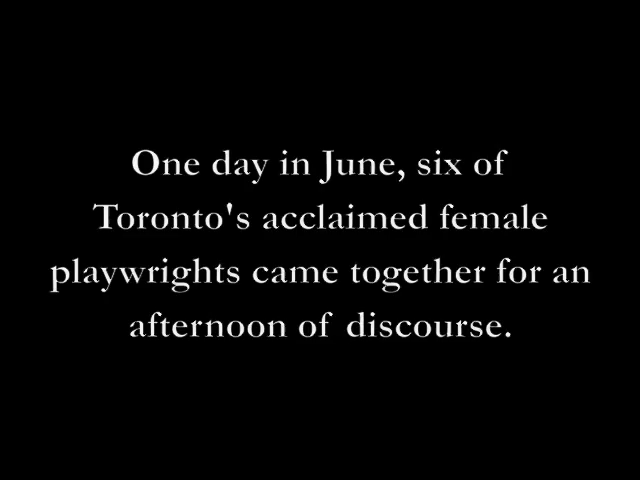 One day in June, six of
Toronto's acclaimed female
playwrights came together for an
afternoon of discourse.